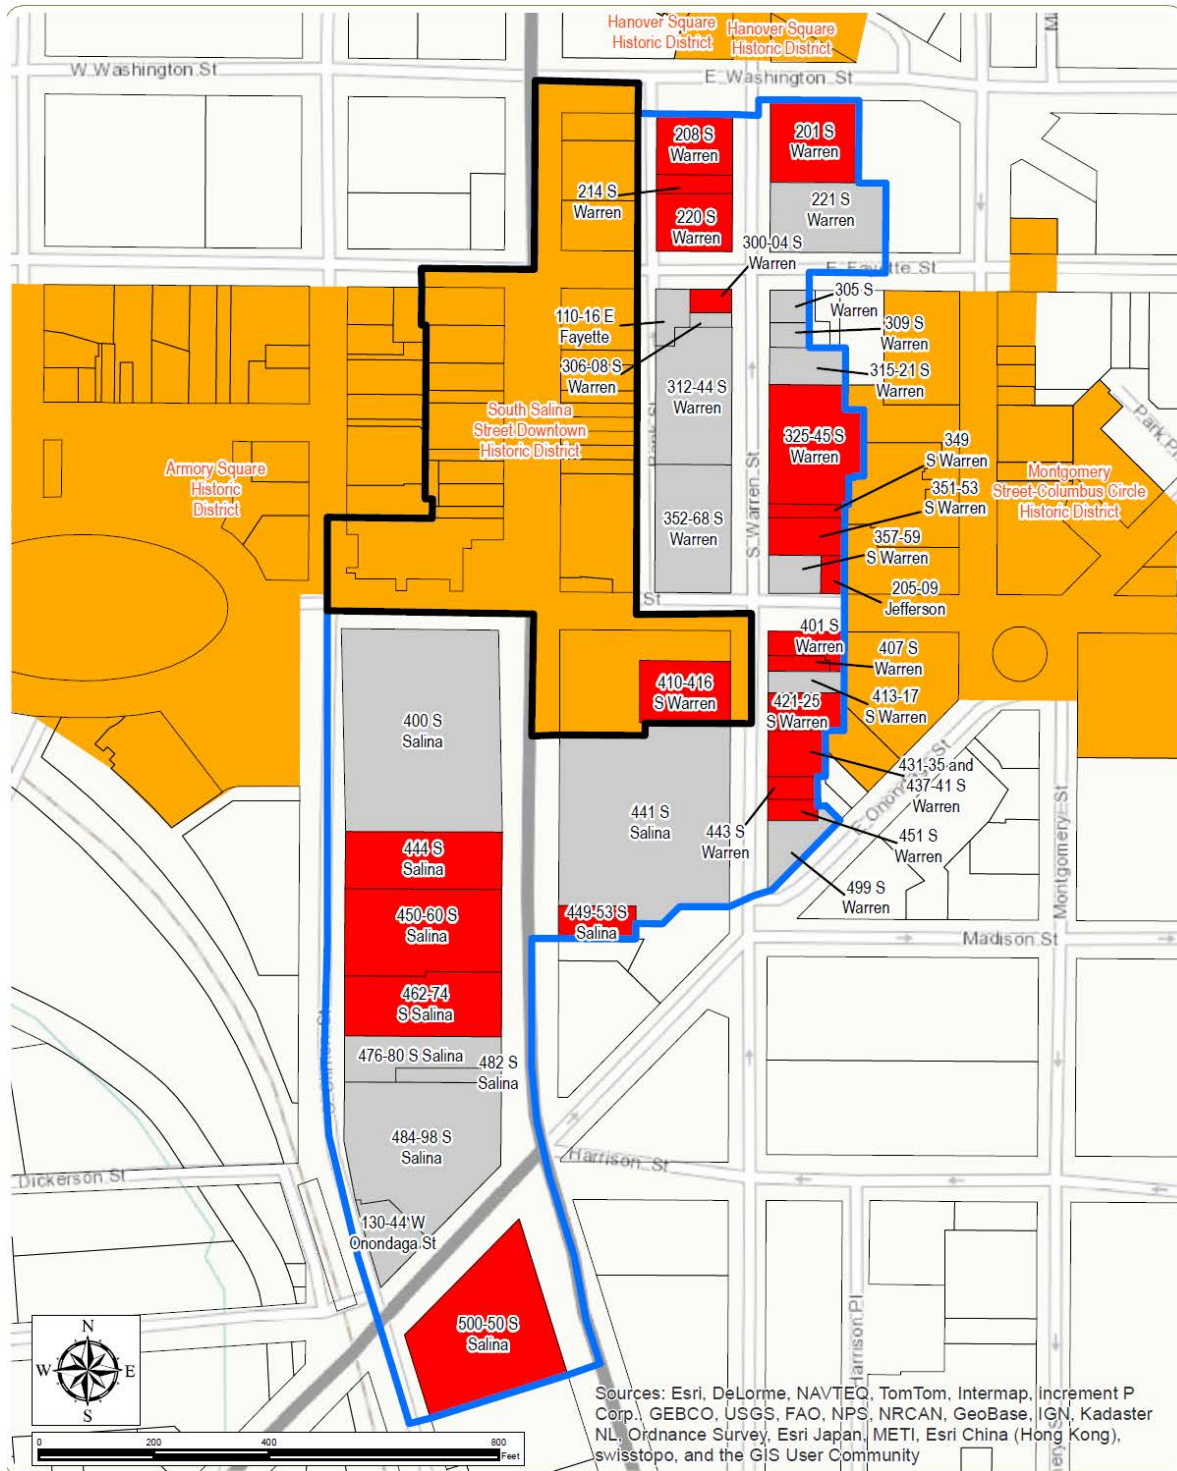 Hanover Square
Historic District
Hanover Square
Historic District
W Washington St
E Washington St
208 S
Warren
201 S
Warren
214 S
Warren
221 S
Warren
220 S
Warren
300-04 S
Warren
E Fayette St
305 S
Warren
110-16 E
Fayette
309 S
Warren
306-08 S
Warren
315-21 S
Warren
312-44 S
Warren
South Salina
Street Downtown
Historic District
Bank St
Park Pl
325-45 S
Warren
349
S Warren
Armory Square
Historic
District
Montgomery
Street-Columbus Circle
Historic District
351-53
S Warren
S Warren St
352-68 S
Warren
357-59
S Warren
205-09
Jefferson
St
401 S
Warren
407 S
Warren
410-416
S Warren
413-17
S Warren
421-25
S Warren
400 S
Salina
431-35 and
437-41 S
Warren
E Onondaga St
441 S
Salina
443 S
Warren
451 S
Warren
Montgomery St
444 S
Salina
499 S
Warren
450-60 S
Salina
449-53 S
Salina
Madison St
462-74
S Salina
S Clinton St
476-80 S Salina
482 S
Salina
484-98 S
Salina
Harrison St
Dickerson St
130-44 W
Onondaga St
500-50 S
Salina
Harrison Pl
N
W E
S
Sources: Esri, DeLorme, NAVTEQ, TomTom, Intermap, increment P
Corp., GEBCO, USGS, FAO, NPS, NRCAN, GeoBase, IGN, Kadaster
NL, Ordnance Survey, Esri Japan, METI, Esri China (Hong Kong),
swisstopo, and the GIS User Community
0 200 400 800
Feet